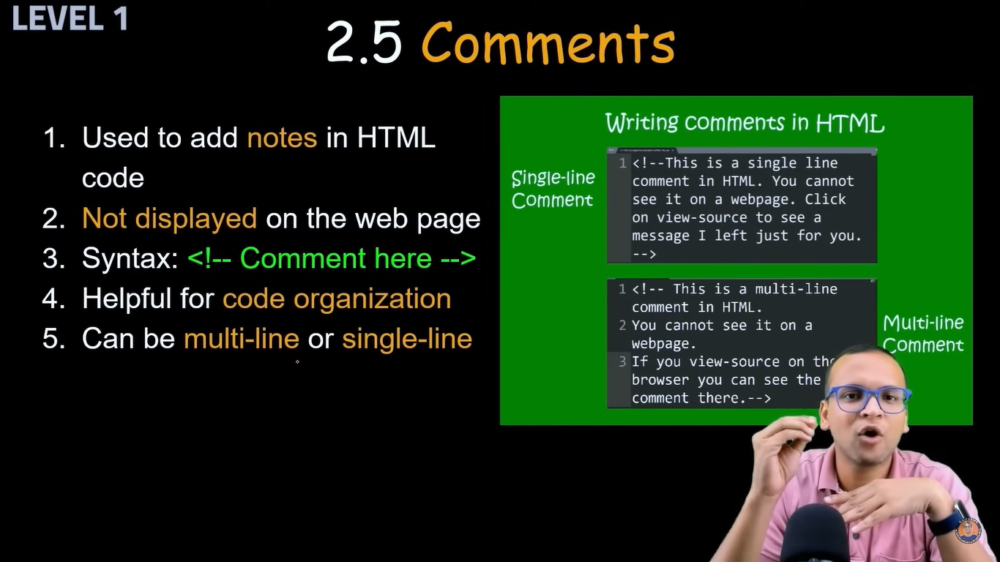 LEVEL 1
2.5 Comments
1. Used to add notes in HTML
code
2. Not displayed on the web page
3. Syntax: <!-- Comment here -->
4. Helpful for code organization
5. Can be multi-line or single-line
Writing comments in HTML
Single-line
Comment
1 <!--This is a single line
comment in HTML. You cannot
see it on a webpage. Click
on view-source to see a
message I left just for you.
-->
1 <!-- This is a multi-line
comment in HTML.
2 You cannot see it on a
webpage.
3 If you view-source on the
browser you can see the
comment there.-->
Multi-line
Comment